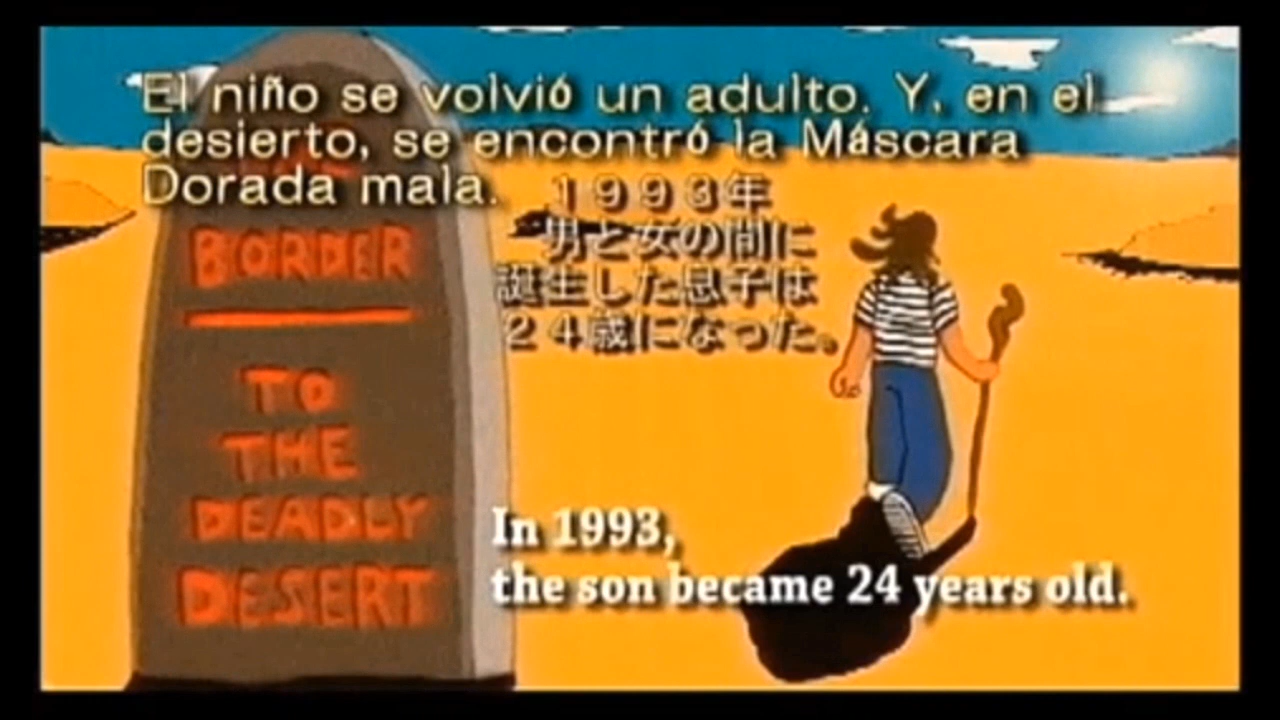 El niño se volvió un adulto. Y, en el
desierto, se encontró la Máscara
Dorada mala.
１９９３年
男と女の間に
誕生した息子は
２４歳になった。
BORDER
TO
THE
DEADLY
DESERT
In 1993,
the son became 24 years old.